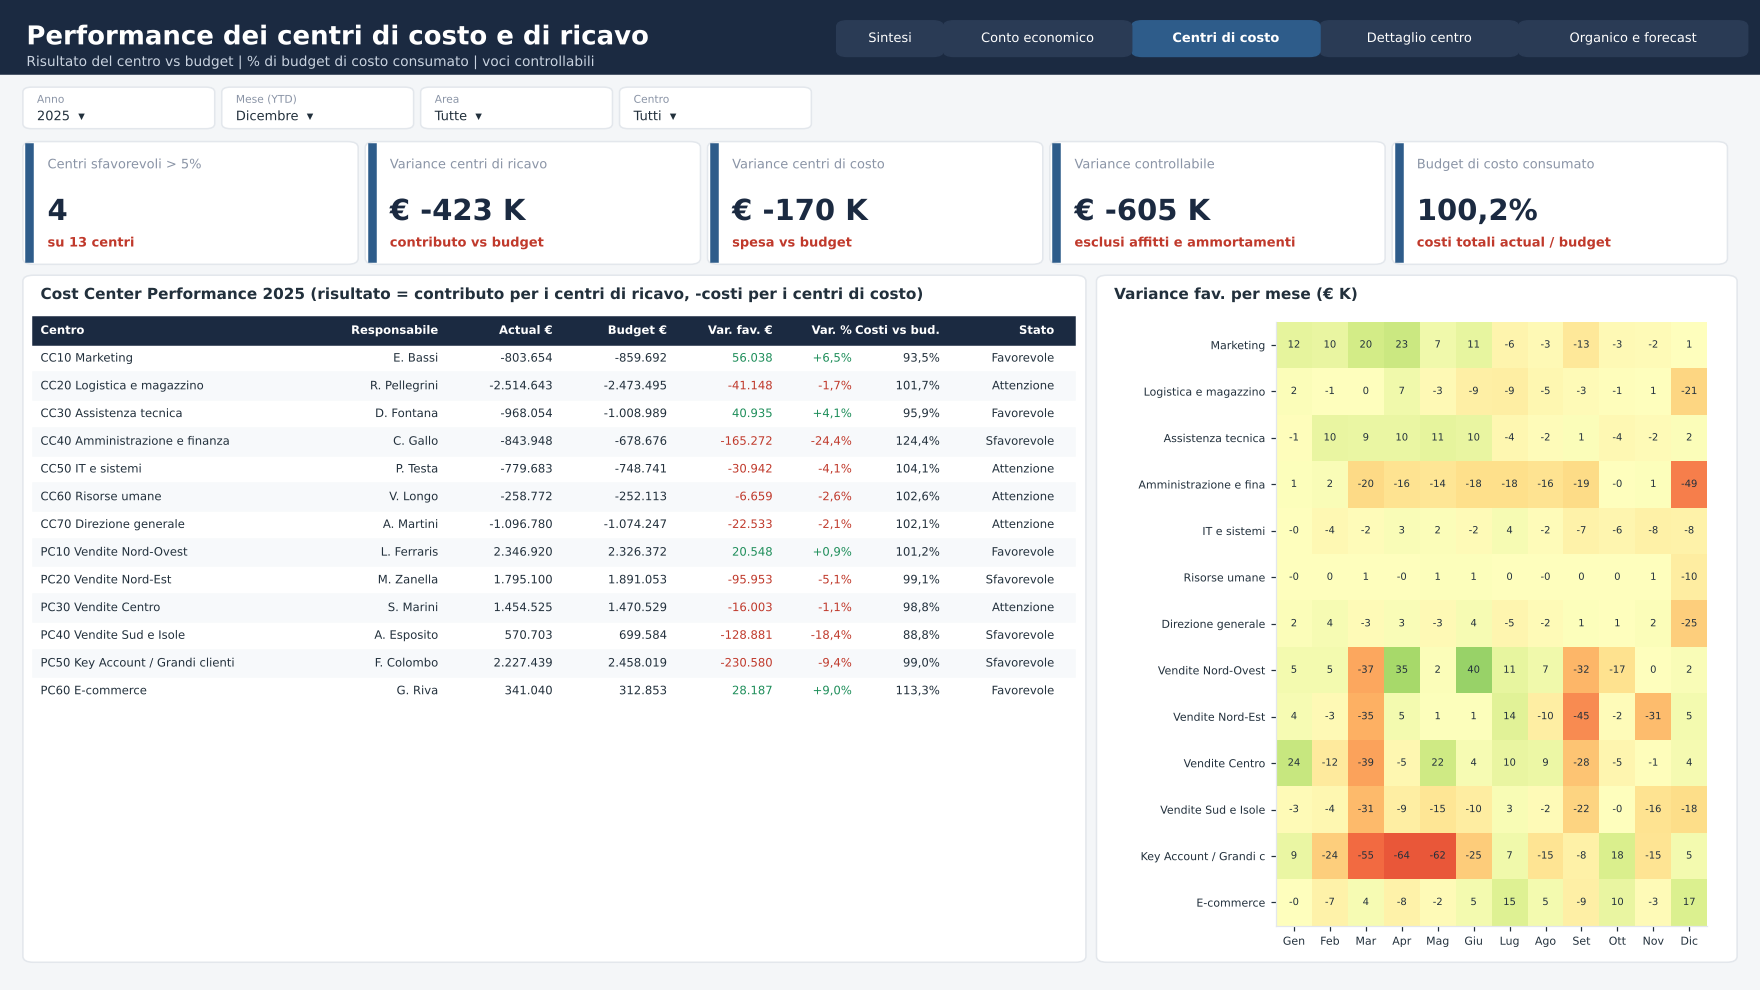 Performance dei centri di costo e di ricavo
Risultato del centro vs budget | % di budget di costo consumato | voci controllabili
Sintesi Conto economico Centri di costo Dettaglio centro Organico e forecast
Anno Mese (YTD) Area Centro
2025 ▾ Dicembre ▾ Tutte ▾ Tutti ▾
Centri sfavorevoli > 5% Variance centri di ricavo Variance centri di costo Variance controllabile Budget di costo consumato
4 € -423 K € -170 K € -605 K 100,2%
su 13 centri contributo vs budget spesa vs budget esclusi affitti e ammortamenti costi totali actual / budget
Cost Center Performance 2025 (risultato = contributo per i centri di ricavo, -costi per i centri di costo)
Centro Responsabile Actual € Budget € Var. fav. € Var. % Costi vs bud. Stato
CC10 Marketing E. Bassi -803.654 -859.692 56.038 +6,5% 93,5% Favorevole
CC20 Logistica e magazzino R. Pellegrini -2.514.643 -2.473.495 -41.148 -1,7% 101,7% Attenzione
CC30 Assistenza tecnica D. Fontana -968.054 -1.008.989 40.935 +4,1% 95,9% Favorevole
CC40 Amministrazione e finanza C. Gallo -843.948 -678.676 -165.272 -24,4% 124,4% Sfavorevole
CC50 IT e sistemi P. Testa -779.683 -748.741 -30.942 -4,1% 104,1% Attenzione
CC60 Risorse umane V. Longo -258.772 -252.113 -6.659 -2,6% 102,6% Attenzione
CC70 Direzione generale A. Martini -1.096.780 -1.074.247 -22.533 -2,1% 102,1% Attenzione
PC10 Vendite Nord-Ovest L. Ferraris 2.346.920 2.326.372 20.548 +0,9% 101,2% Favorevole
PC20 Vendite Nord-Est M. Zanella 1.795.100 1.891.053 -95.953 -5,1% 99,1% Sfavorevole
PC30 Vendite Centro S. Marini 1.454.525 1.470.529 -16.003 -1,1% 98,8% Attenzione
PC40 Vendite Sud e Isole A. Esposito 570.703 699.584 -128.881 -18,4% 88,8% Sfavorevole
PC50 Key Account / Grandi clienti F. Colombo 2.227.439 2.458.019 -230.580 -9,4% 99,0% Sfavorevole
PC60 E-commerce G. Riva 341.040 312.853 28.187 +9,0% 113,3% Favorevole
Variance fav. per mese (€ K)
Marketing 12 10 20 23 7 11 -6 -3 -13 -3 -2 1
Logistica e magazzino 2 -1 0 7 -3 -9 -9 -5 -3 -1 1 -21
Assistenza tecnica -1 10 9 10 11 10 -4 -2 1 -4 -2 2
Amministrazione e fina 1 2 -20 -16 -14 -18 -18 -16 -19 -0 1 -49
IT e sistemi -0 -4 -2 3 2 -2 4 -2 -7 -6 -8 -8
Risorse umane -0 0 1 -0 1 1 0 -0 0 0 1 -10
Direzione generale 2 4 -3 3 -3 4 -5 -2 1 1 2 -25
Vendite Nord-Ovest 5 5 -37 35 2 40 11 7 -32 -17 0 2
Vendite Nord-Est 4 -3 -35 5 1 1 14 -10 -45 -2 -31 5
Vendite Centro 24 -12 -39 -5 22 4 10 9 -28 -5 -1 4
Vendite Sud e Isole -3 -4 -31 -9 -15 -10 3 -2 -22 -0 -16 -18
Key Account / Grandi c 9 -24 -55 -64 -62 -25 7 -15 -8 18 -15 5
E-commerce -0 -7 4 -8 -2 5 15 5 -9 10 -3 17
Gen Feb Mar Apr Mag Giu Lug Ago Set Ott Nov Dic